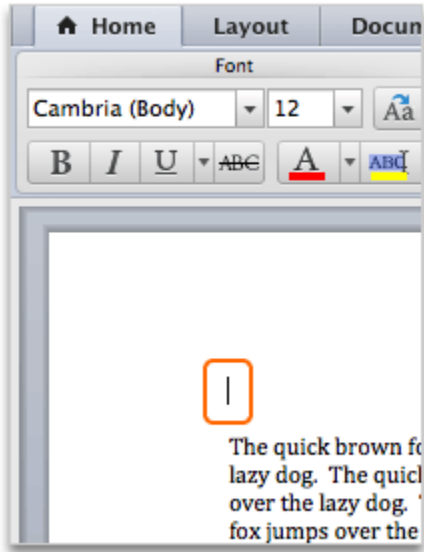 Home Layout Docun
Font
Cambria (Body) 12 Aa
B I U ABC A ABC
The quick brown fo
lazy dog. The quicl
over the lazy dog.
fox jumps over the